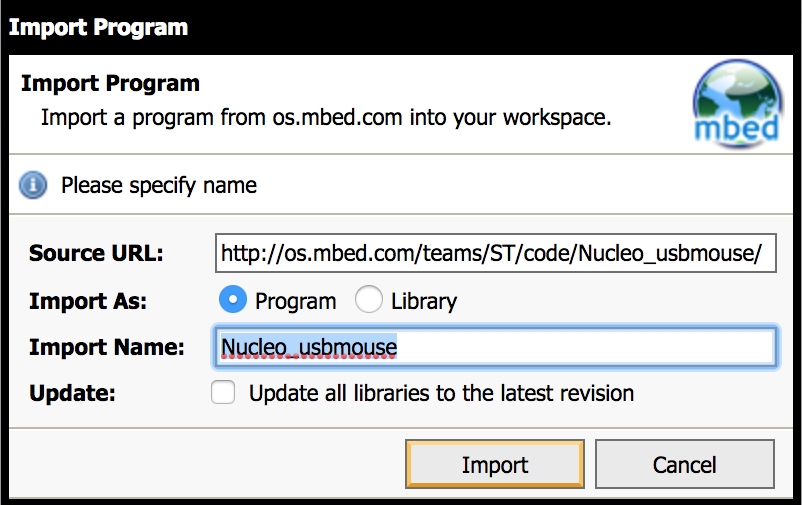 Import Program
Import Program
Import a program from os.mbed.com into your workspace.
mbed
Please specify name
Source URL: http://os.mbed.com/teams/ST/code/Nucleo_usbmouse/
Import As: Program Library
Import Name: Nucleo_usbmouse
Update: Update all libraries to the latest revision
Import Cancel